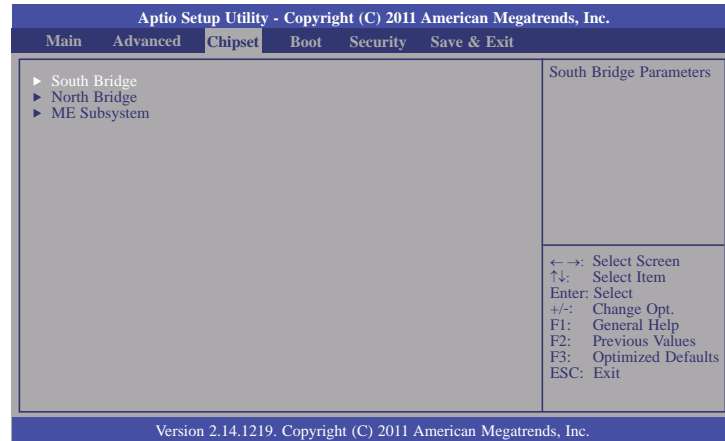 Aptio Setup Utility - Copyright (C) 2011 American Megatrends, Inc.
Main Advanced Chipset Boot Security Save & Exit
► South Bridge
► North Bridge
► ME Subsystem
South Bridge Parameters
←→: Select Screen
↑↓: Select Item
Enter: Select
+/-: Change Opt.
F1: General Help
F2: Previous Values
F3: Optimized Defaults
ESC: Exit
Version 2.14.1219. Copyright (C) 2011 American Megatrends, Inc.